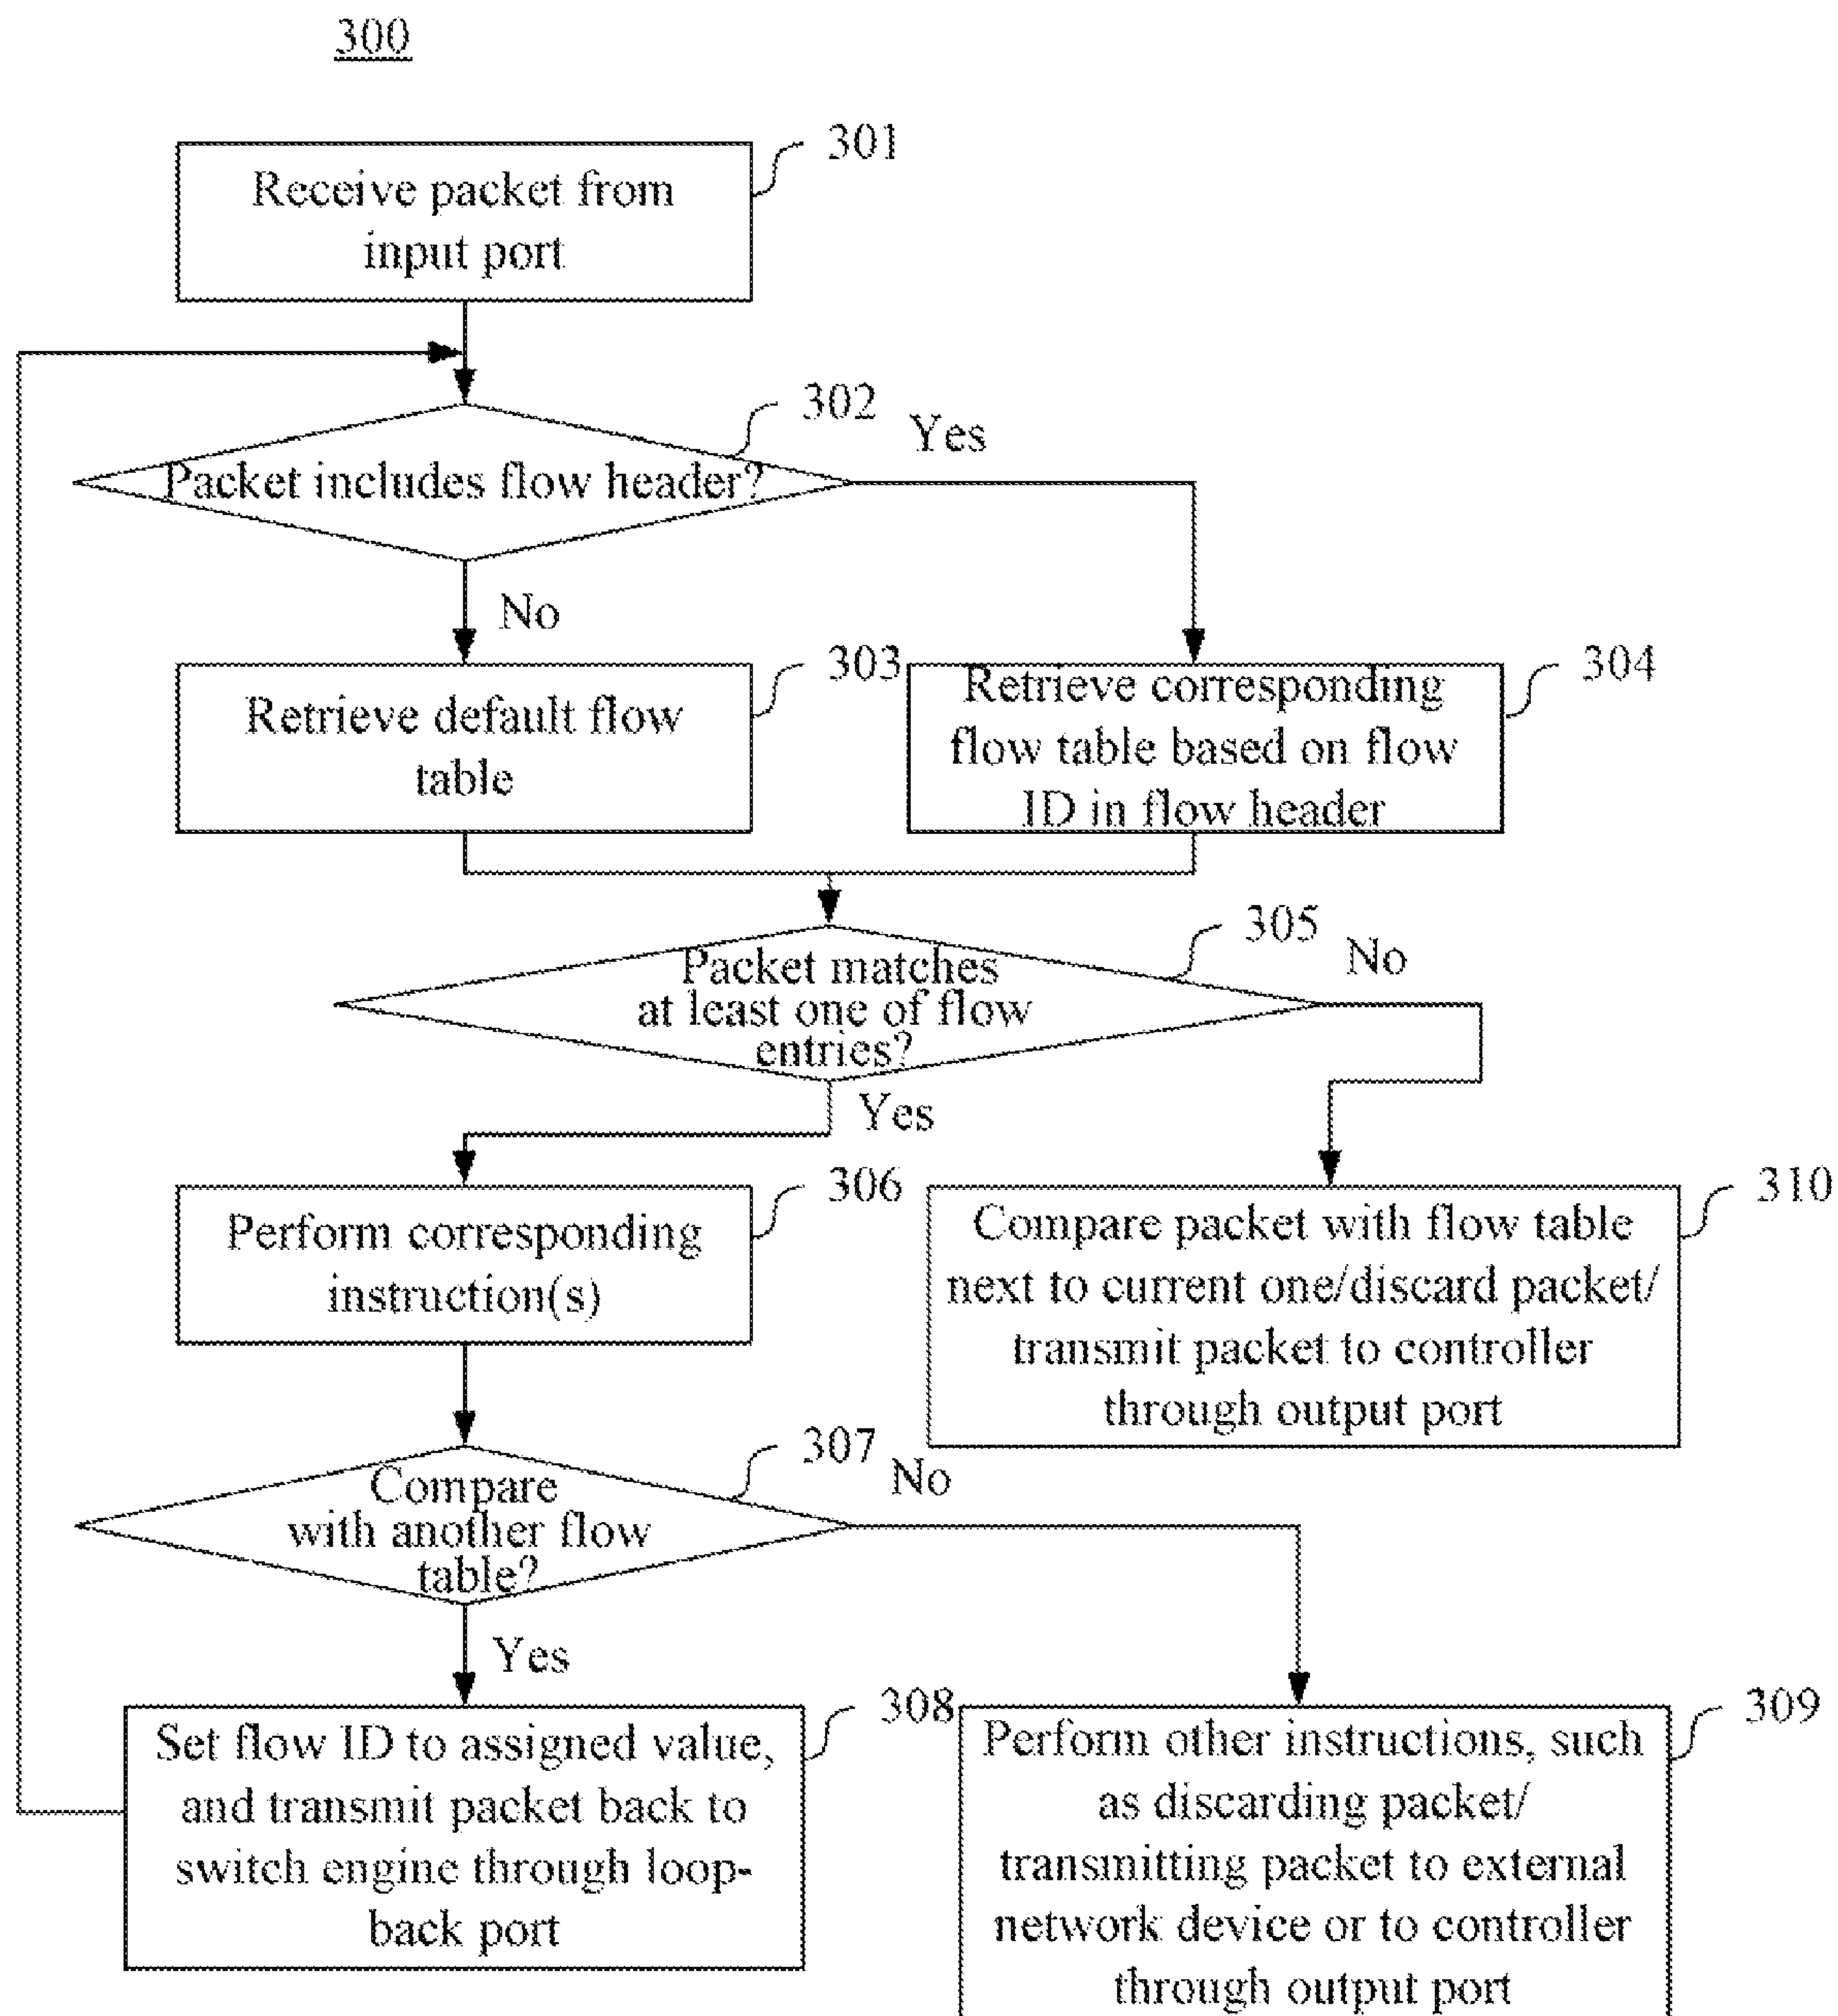 300
301
Receive packet from
input port
302
Yes
Packet includes flow header?
No
303
Retrieve default flow
table
304
Retrieve corresponding
flow table based on flow
ID in flow header
305
No
Packet matches
at least one of flow
entries?
Yes
306
Perform corresponding
instruction(s)
310
Compare packet with flow table
next to current one/discard packet/
transmit packet to controller
through output port
307
No
Compare
with another flow
table?
Yes
308
Set flow ID to assigned value,
and transmit packet back to
switch engine through loop-
back port
309
Perform other instructions, such
as discarding packet/
transmitting packet to external
network device or to controller
through output port